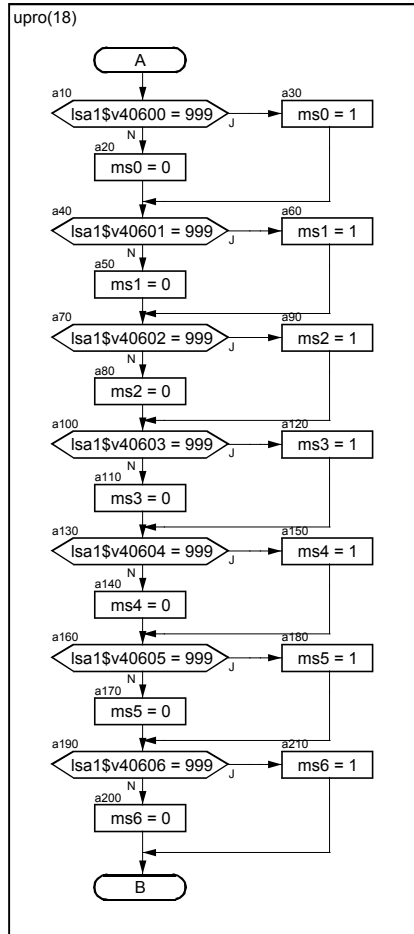 upro(18)
A
a10
lsa1$v40600 = 999
J
a30
ms0 = 1
N
a20
ms0 = 0
a40
lsa1$v40601 = 999
J
a60
ms1 = 1
N
a50
ms1 = 0
a70
lsa1$v40602 = 999
J
a90
ms2 = 1
N
a80
ms2 = 0
a100
lsa1$v40603 = 999
J
a120
ms3 = 1
N
a110
ms3 = 0
a130
lsa1$v40604 = 999
J
a150
ms4 = 1
N
a140
ms4 = 0
a160
lsa1$v40605 = 999
J
a180
ms5 = 1
N
a170
ms5 = 0
a190
lsa1$v40606 = 999
J
a210
ms6 = 1
N
a200
ms6 = 0
B